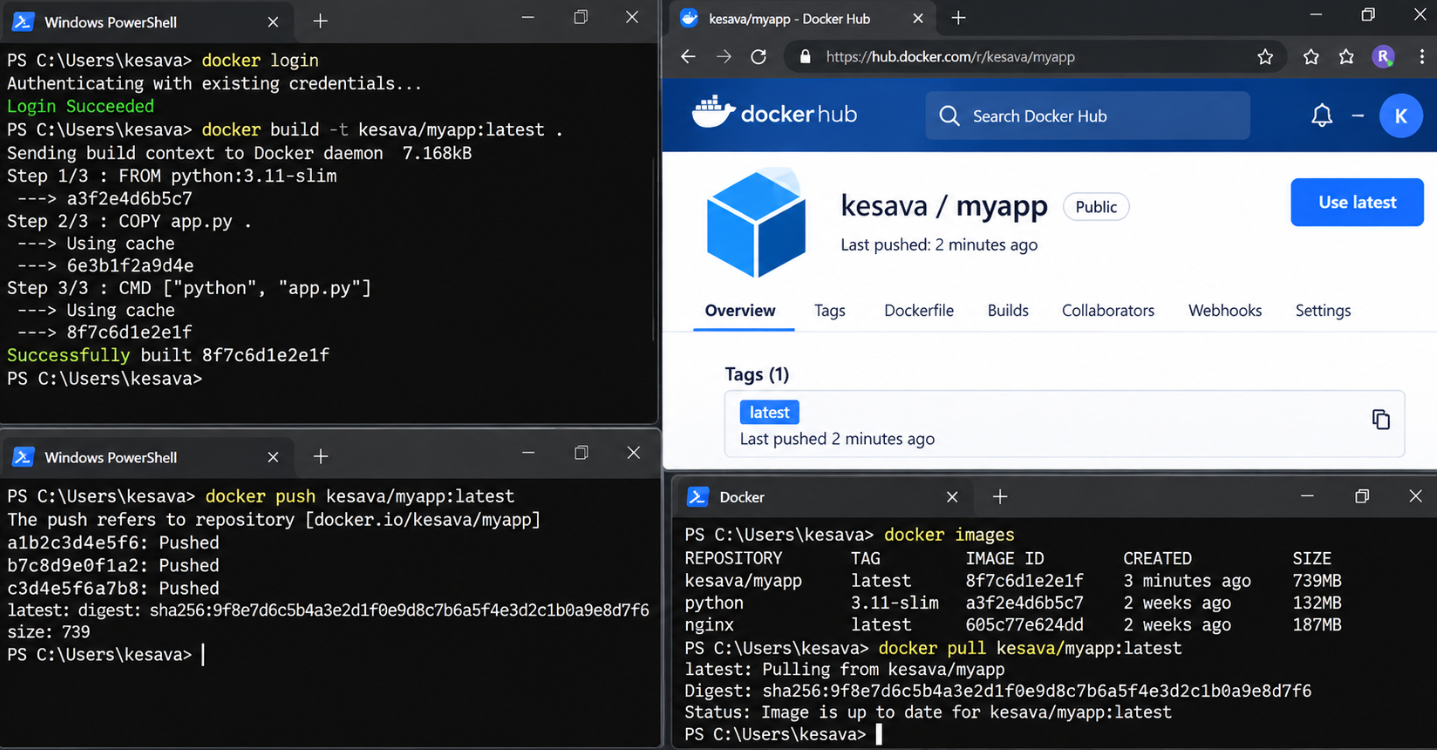 Windows PowerShell
PS C:\Users\kesava> docker login
Authenticating with existing credentials...
Login Succeeded
PS C:\Users\kesava> docker build -t kesava/myapp:latest .
Sending build context to Docker daemon  7.168kB
Step 1/3 : FROM python:3.11-slim
---> a3f2e4d6b5c7
Step 2/3 : COPY app.py .
---> Using cache
---> 6e3b1f2a9d4e
Step 3/3 : CMD ["python", "app.py"]
---> Using cache
---> 8f7c6d1e2e1f
Successfully built 8f7c6d1e2e1f
PS C:\Users\kesava>
kesava/myapp - Docker Hub
https://hub.docker.com/r/kesava/myapp
R
dockerhub
Search Docker Hub
K
kesava / myapp
Public
Use latest
Last pushed: 2 minutes ago
Overview Tags Dockerfile Builds Collaborators Webhooks Settings
Tags (1)
latest
Last pushed 2 minutes ago
Windows PowerShell
PS C:\Users\kesava> docker push kesava/myapp:latest
The push refers to repository [docker.io/kesava/myapp]
a1b2c3d4e5f6: Pushed
b7c8d9e0f1a2: Pushed
c3d4e5f6a7b8: Pushed
latest: digest: sha256:9f8e7d6c5b4a3e2d1f0e9d8c7b6a5f4e3d2c1b0a9e8d7f6
size: 739
PS C:\Users\kesava>
Docker
PS C:\Users\kesava> docker images
REPOSITORY TAG IMAGE ID CREATED SIZE
kesava/myapp latest 8f7c6d1e2e1f 3 minutes ago 739MB
python 3.11-slim a3f2e4d6b5c7 2 weeks ago 132MB
nginx latest 605c77e624dd 2 weeks ago 187MB
PS C:\Users\kesava> docker pull kesava/myapp:latest
latest: Pulling from kesava/myapp
Digest: sha256:9f8e7d6c5b4a3e2d1f0e9d8c7b6a5f4e3d2c1b0a9e8d7f6
Status: Image is up to date for kesava/myapp:latest
PS C:\Users\kesava>